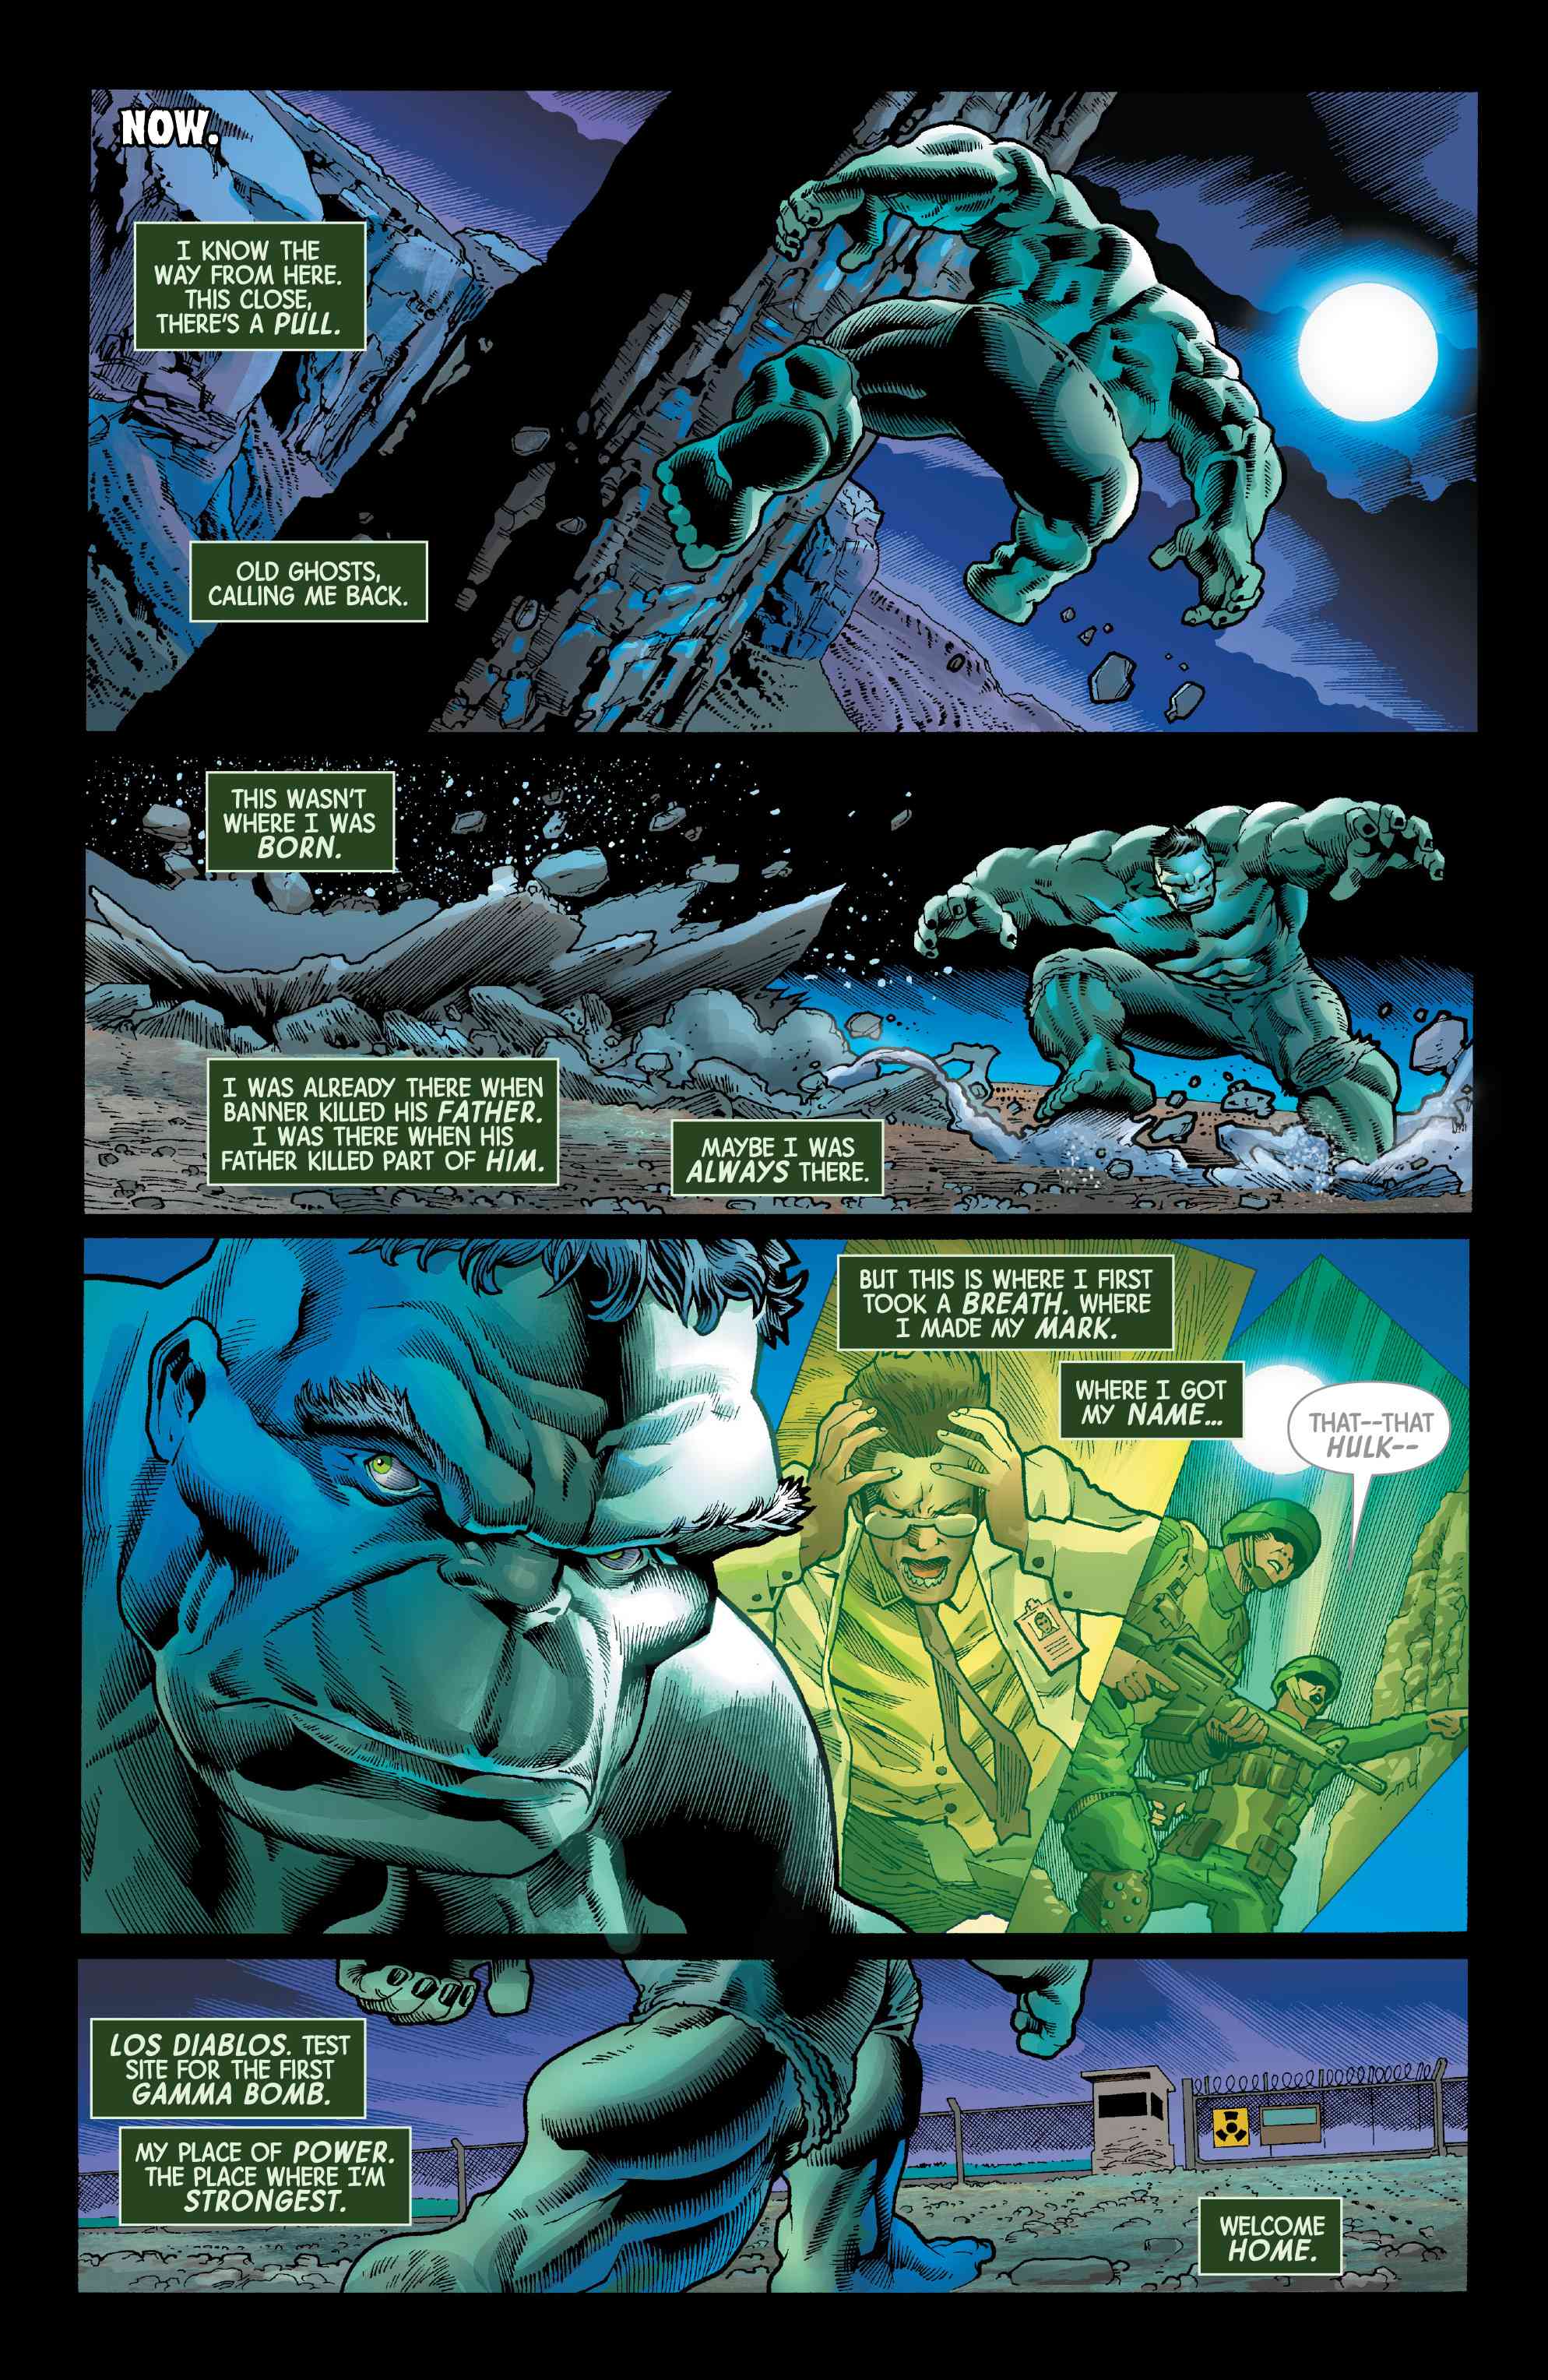 NOW.
I KNOW THE
WAY FROM HERE.
THIS CLOSE,
THERE'S A PULL.
OLD GHOSTS,
CALLING ME BACK.
THIS WASN'T
WHERE I WAS
BORN.
I WAS ALREADY THERE WHEN
BANNER KILLED HIS FATHER.
I WAS THERE WHEN HIS
FATHER KILLED PART OF HIM.
MAYBE I WAS
ALWAYS THERE.
BUT THIS IS WHERE I FIRST
TOOK A BREATH. WHERE
I MADE MY MARK.
WHERE I GOT
MY NAME...
THAT--THAT
HULK--
LOS DIABLOS. TEST
SITE FOR THE FIRST
GAMMA BOMB.
MY PLACE OF POWER.
THE PLACE WHERE I'M
STRONGEST.
WELCOME
HOME.